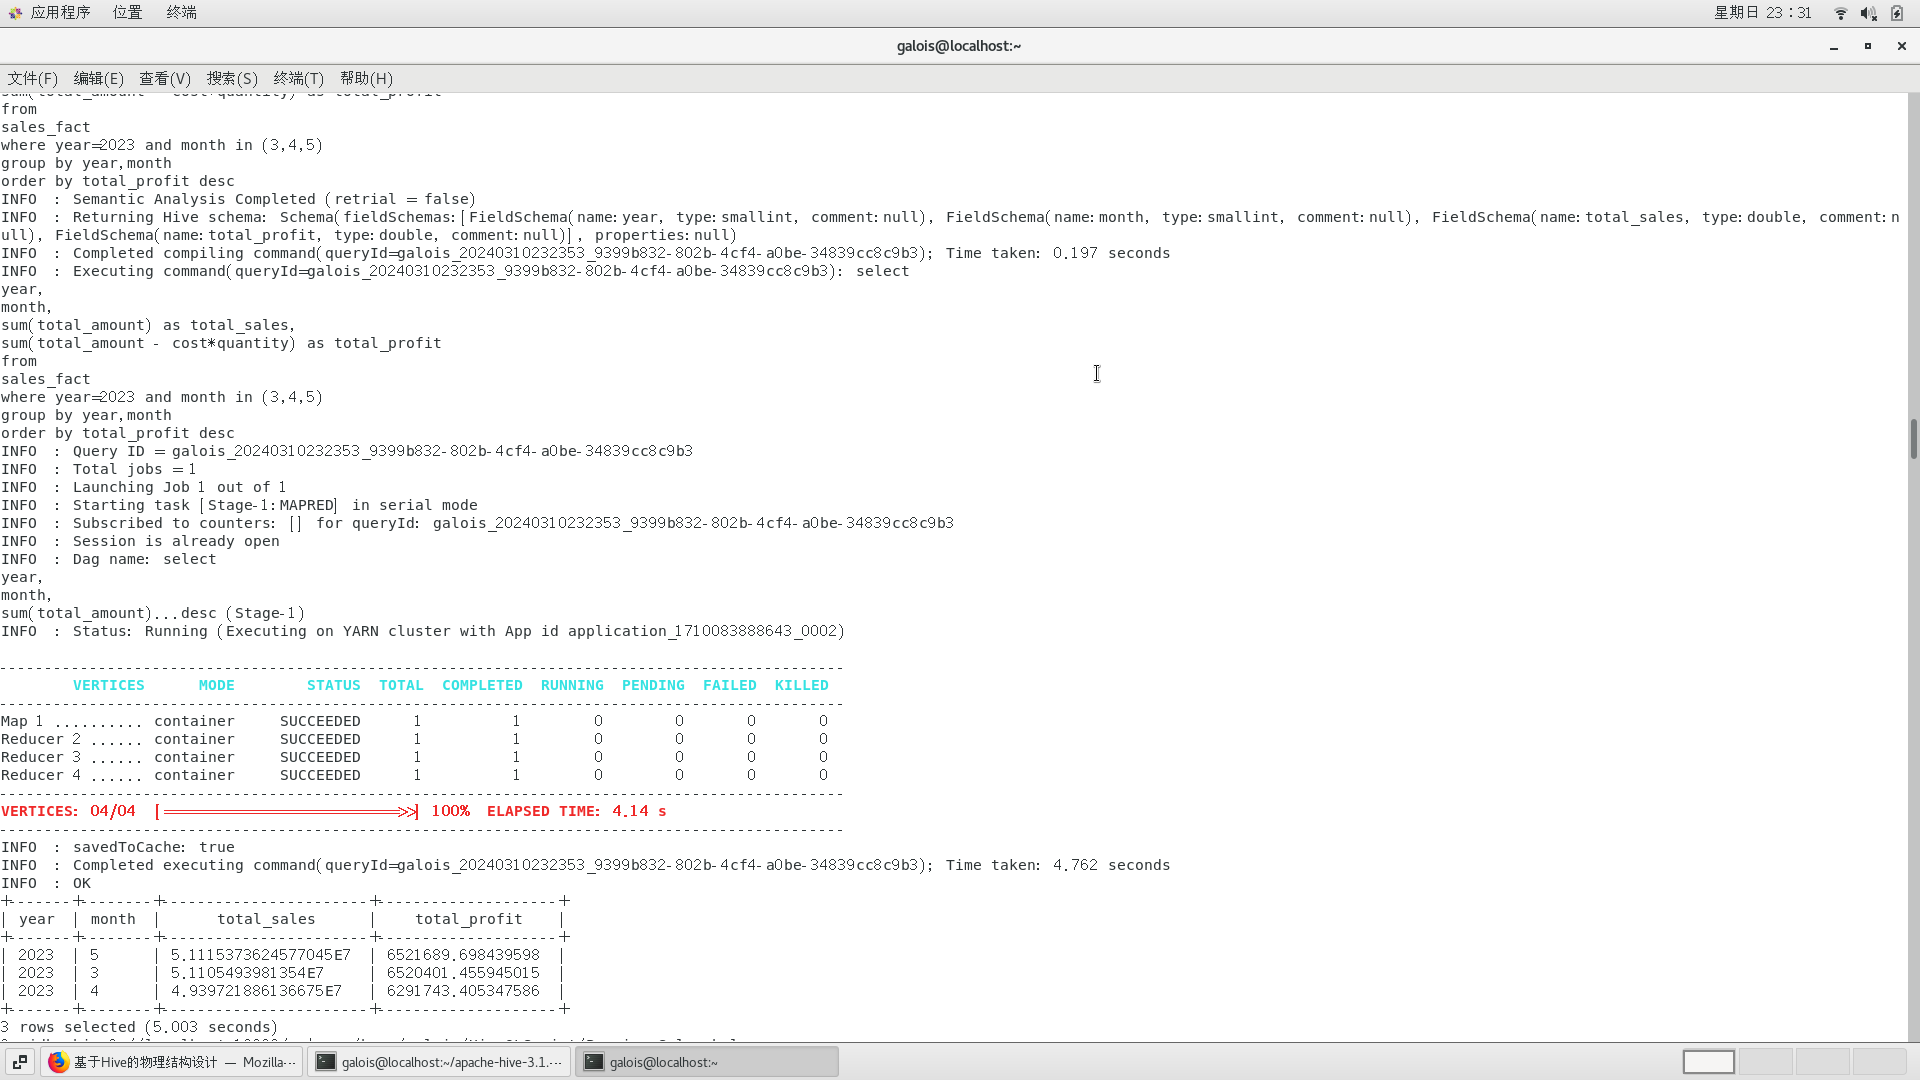 应用程序 位置 终端 星期日 23：31
galois@localhost:~
文件(F) 编辑(E) 查看(V) 搜索(S) 终端(T) 帮助(H)
sum(total_amount - cost*quantity) as total_profit
from
sales_fact
where year=2023 and month in (3,4,5)
group by year,month
order by total_profit desc
INFO  : Semantic Analysis Completed (retrial = false)
INFO  : Returning Hive schema: Schema(fieldSchemas:[FieldSchema(name:year, type:smallint, comment:null), FieldSchema(name:month, type:smallint, comment:null), FieldSchema(name:total_sales, type:double, comment:n
ull), FieldSchema(name:total_profit, type:double, comment:null)], properties:null)
INFO  : Completed compiling command(queryId=galois_20240310232353_9399b832-802b-4cf4-a0be-34839cc8c9b3); Time taken: 0.197 seconds
INFO  : Executing command(queryId=galois_20240310232353_9399b832-802b-4cf4-a0be-34839cc8c9b3): select
year,
month,
sum(total_amount) as total_sales,
sum(total_amount - cost*quantity) as total_profit
from
sales_fact
where year=2023 and month in (3,4,5)
group by year,month
order by total_profit desc
INFO  : Query ID = galois_20240310232353_9399b832-802b-4cf4-a0be-34839cc8c9b3
INFO  : Total jobs = 1
INFO  : Launching Job 1 out of 1
INFO  : Starting task [Stage-1:MAPRED] in serial mode
INFO  : Subscribed to counters: [] for queryId: galois_20240310232353_9399b832-802b-4cf4-a0be-34839cc8c9b3
INFO  : Session is already open
INFO  : Dag name: select
year,
month,
sum(total_amount)...desc (Stage-1)
INFO  : Status: Running (Executing on YARN cluster with App id application_1710083888643_0002)
----------------------------------------------------------------------------------------------
        VERTICES      MODE        STATUS  TOTAL  COMPLETED  RUNNING  PENDING  FAILED  KILLED
----------------------------------------------------------------------------------------------
Map 1 .......... container     SUCCEEDED      1          1        0        0       0       0
Reducer 2 ...... container     SUCCEEDED      1          1        0        0       0       0
Reducer 3 ...... container     SUCCEEDED      1          1        0        0       0       0
Reducer 4 ...... container     SUCCEEDED      1          1        0        0       0       0
----------------------------------------------------------------------------------------------
VERTICES: 04/04  [==========================>>] 100%  ELAPSED TIME: 4.14 s
----------------------------------------------------------------------------------------------
INFO  : savedToCache: true
INFO  : Completed executing command(queryId=galois_20240310232353_9399b832-802b-4cf4-a0be-34839cc8c9b3); Time taken: 4.762 seconds
INFO  : OK
+-------+--------+-----------------------+--------------------+
| year  | month  |      total_sales      |    total_profit    |
+-------+--------+-----------------------+--------------------+
| 2023  | 5      | 5.1115373624577045E7  | 6521689.698439598  |
| 2023  | 3      | 5.1105493981354E7     | 6520401.455945015  |
| 2023  | 4      | 4.939721886136675E7   | 6291743.405347586  |
+-------+--------+-----------------------+--------------------+
3 rows selected (5.003 seconds)
基于Hive的物理结构设计 — Mozilla··· galois@localhost:~/apache-hive-3.1.··· galois@localhost:~